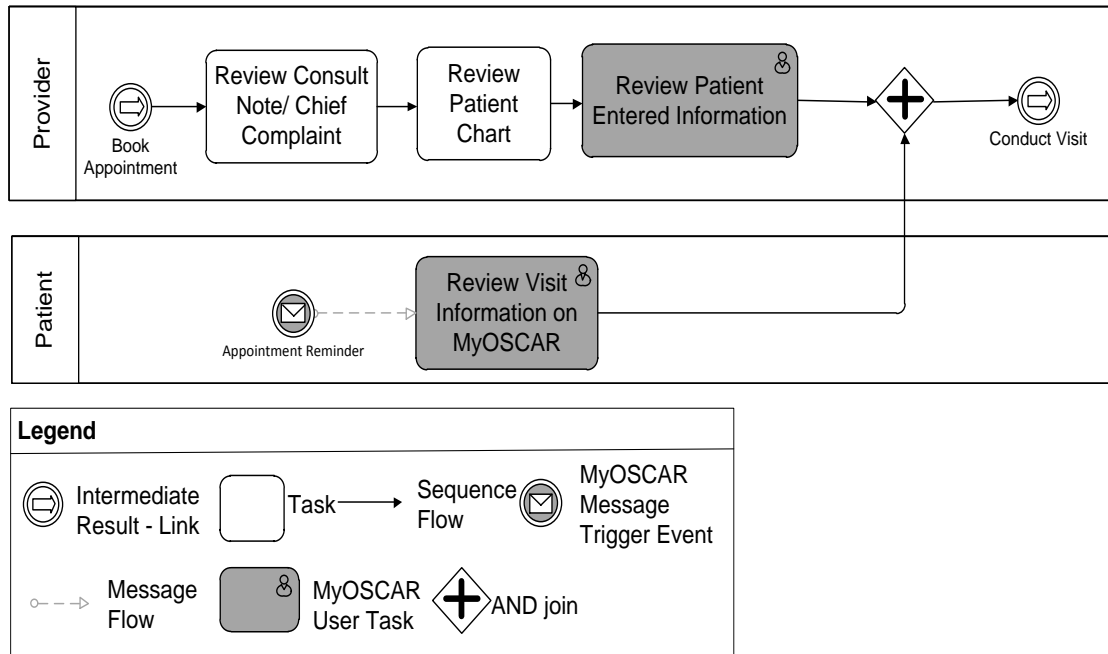 Provider
Book
Appointment
Review Consult
Note/ Chief
Complaint
Review
Patient
Chart
Review Patient
Entered Information
Conduct Visit
Patient
Appointment Reminder
Review Visit
Information on
MyOSCAR
Legend
Intermediate
Result - Link
Task
Sequence
Flow
MyOSCAR
Message
Trigger Event
Message
Flow
MyOSCAR
User Task
AND join